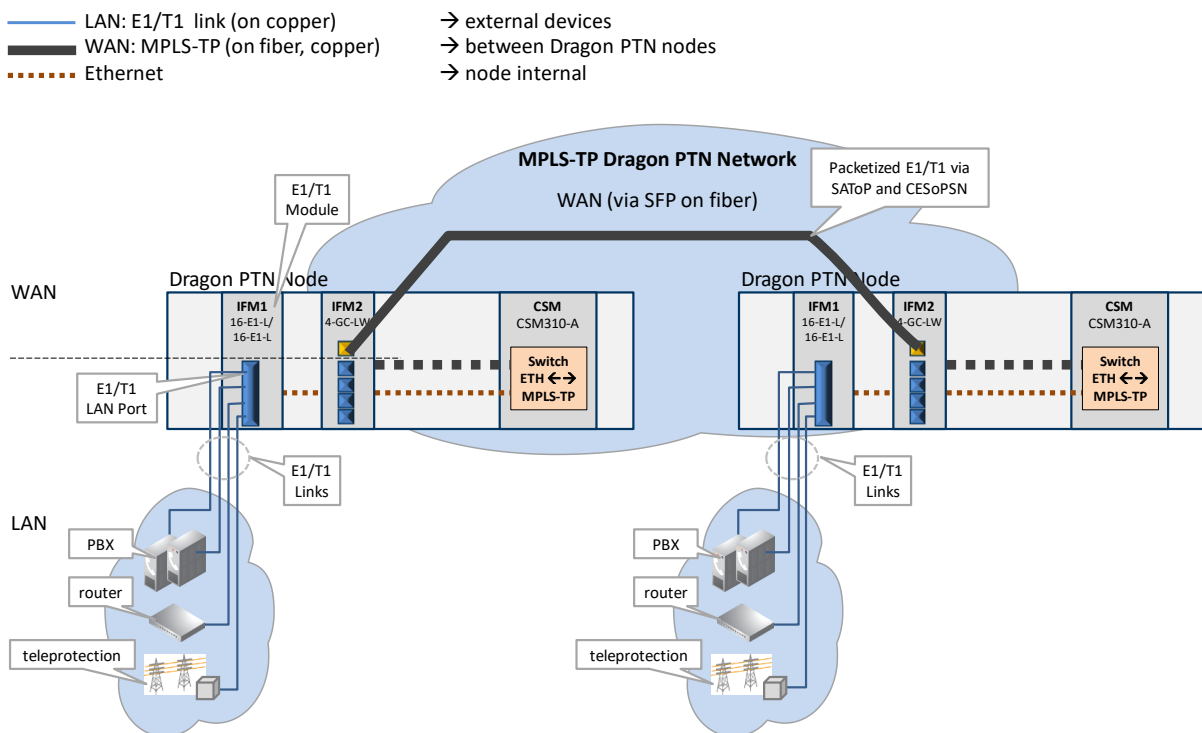 LAN: E1/T1 link (on copper) → external devices
WAN: MPLS-TP (on fiber, copper) → between Dragon PTN nodes
Ethernet → node internal
MPLS-TP Dragon PTN Network
WAN (via SFP on fiber)
Packetized E1/T1 via
SAToP and CESoPSN
E1/T1
Module
WAN
Dragon PTN Node
IFM1
16-E1-L/
16-E1-L
IFM2
4-GC-LW
CSM
CSM310-A
Switch
ETH ←→
MPLS-TP
E1/T1
LAN Port
Dragon PTN Node
IFM1
16-E1-L/
16-E1-L
IFM2
4-GC-LW
CSM
CSM310-A
Switch
ETH ←→
MPLS-TP
E1/T1
Links
E1/T1
Links
LAN
PBX
router
teleprotection
PBX
router
teleprotection